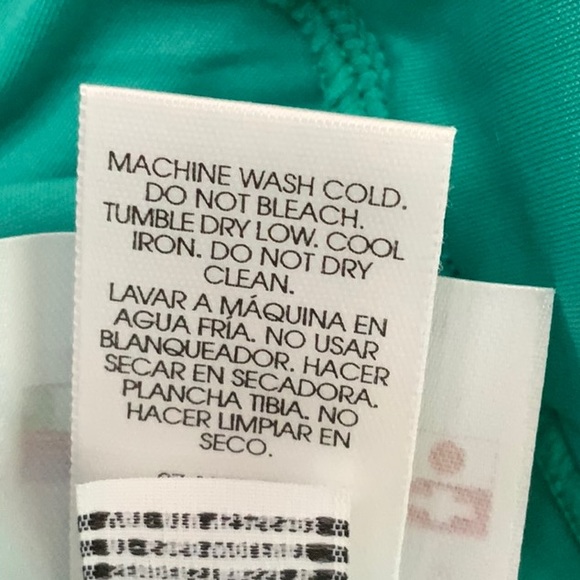 MACHINE WASH COLD.
DO NOT BLEACH.
TUMBLE DRY LOW. COOL
IRON. DO NOT DRY
CLEAN.
LAVAR A MÁQUINA EN
AGUA FRÍA. NO USAR
BLANQUEADOR. HACER
SECAR EN SECADORA.
PLANCHA TIBIA. NO
HACER LIMPIAR EN
SECO.